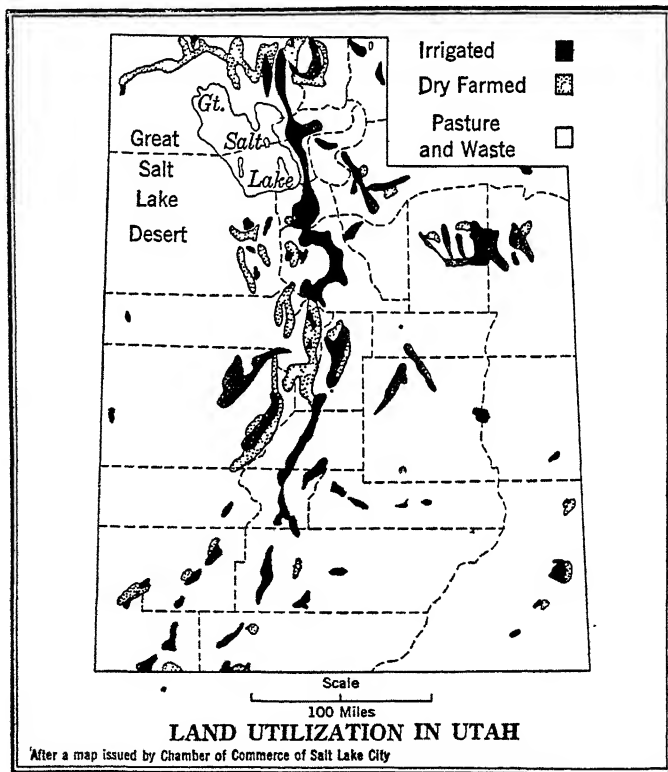 Irrigated
Dry Farmed
Pasture
and Waste
Gt.
Salt
Lake
Great
Salt
Lake
Desert
Scale
100 Miles
LAND UTILIZATION IN UTAH
After a map issued by Chamber of Commerce of Salt Lake City